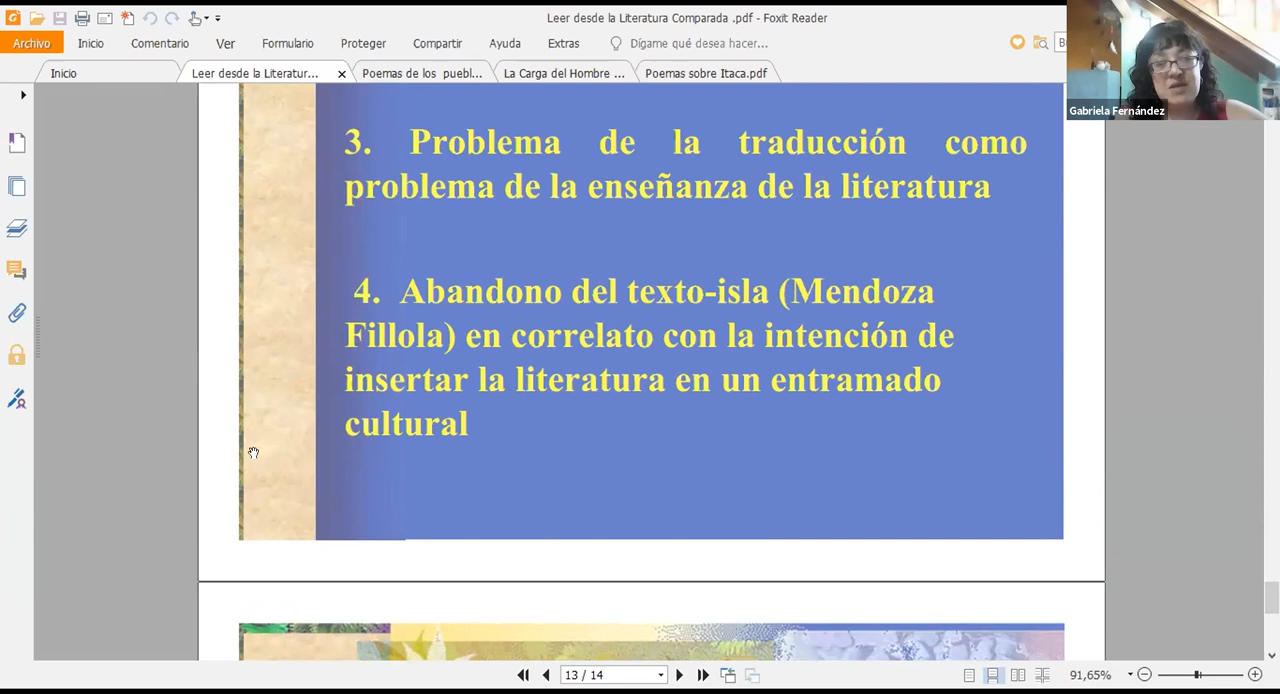 Leer desde la Literatura Comparada .pdf - Foxit Reader
Archivo Inicio Comentario Ver Formulario Proteger Compartir Ayuda Extras Dígame qué desea hacer...
Inicio Leer desde la Literatur... Poemas de los puebl... La Carga del Hombre ... Poemas sobre Itaca.pdf
Gabriela Fernández
3. Problema de la traducción como
problema de la enseñanza de la literatura
4. Abandono del texto-isla (Mendoza
Fillola) en correlato con la intención de
insertar la literatura en un entramado
cultural
13 / 14
91,65%